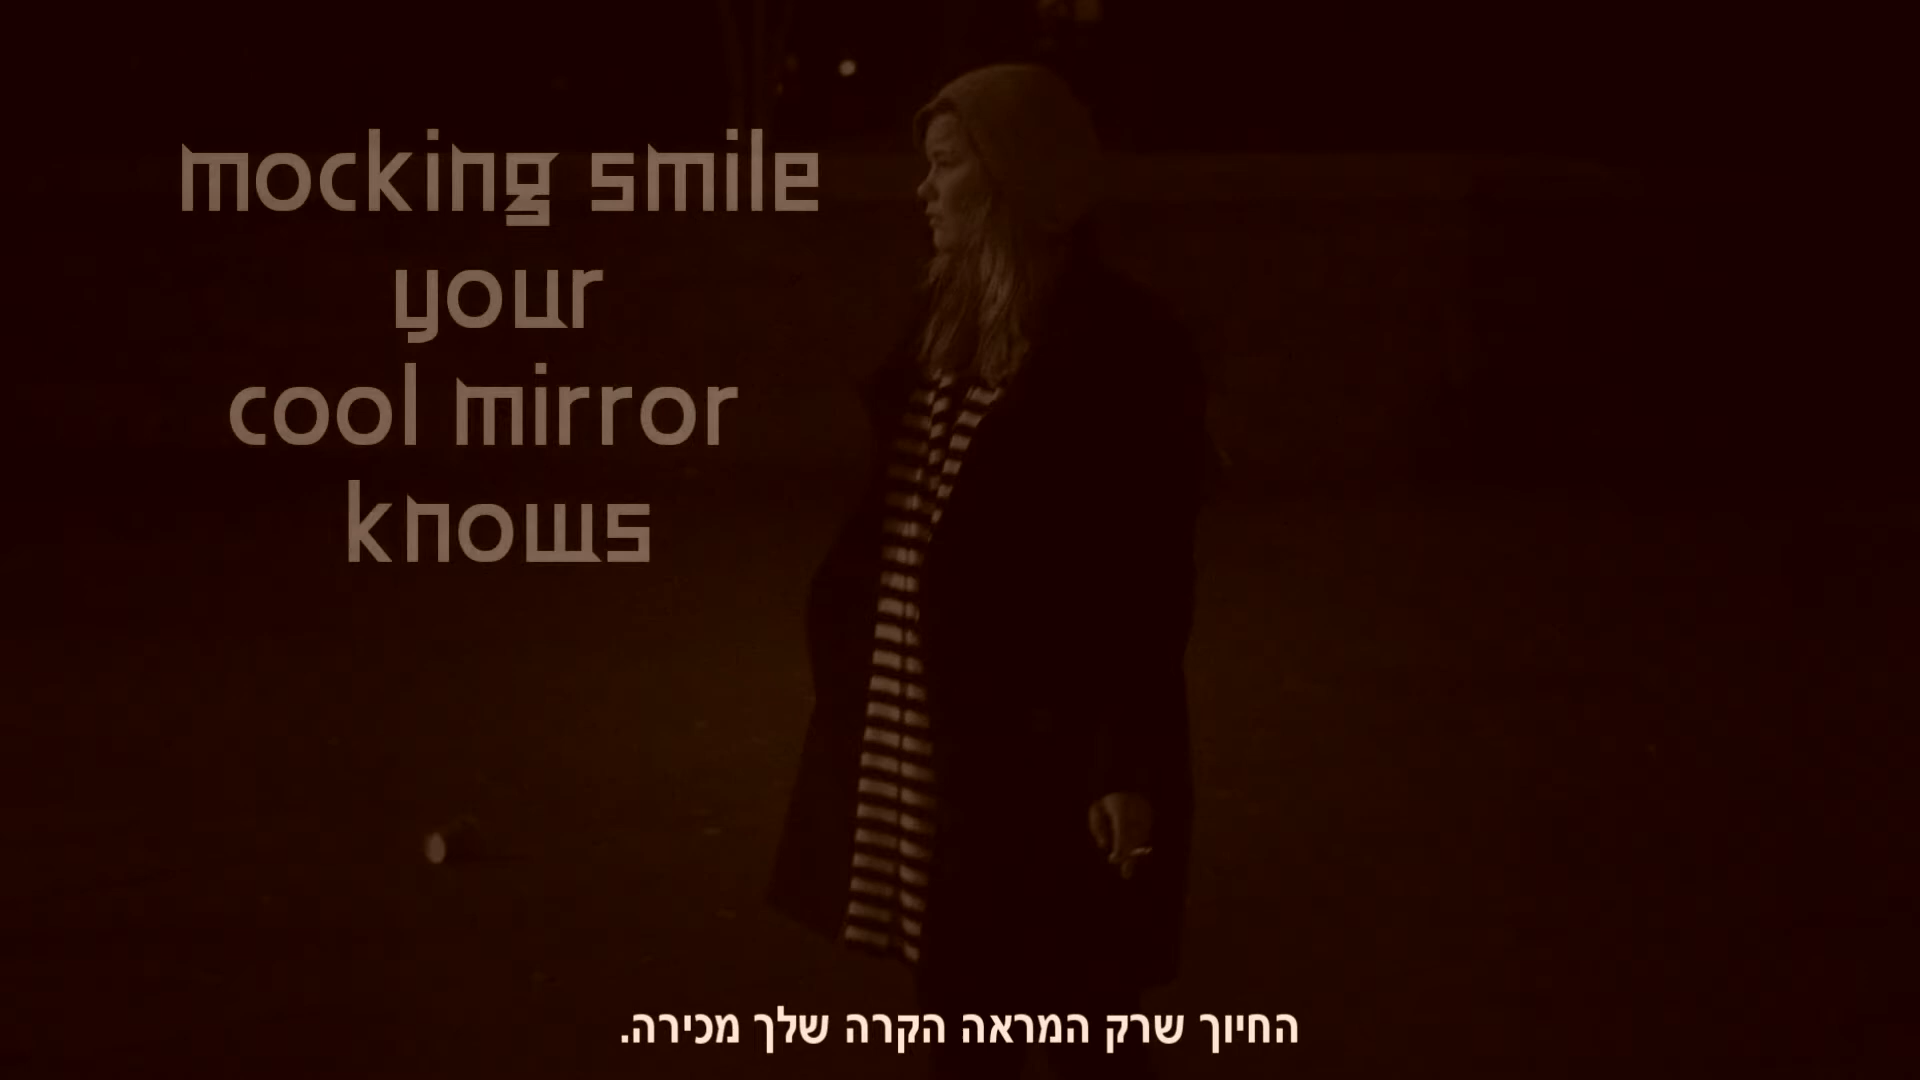 mocking smile
your
cool mirror
knows
החיוך שרק המראה הקרה שלך מכירה.